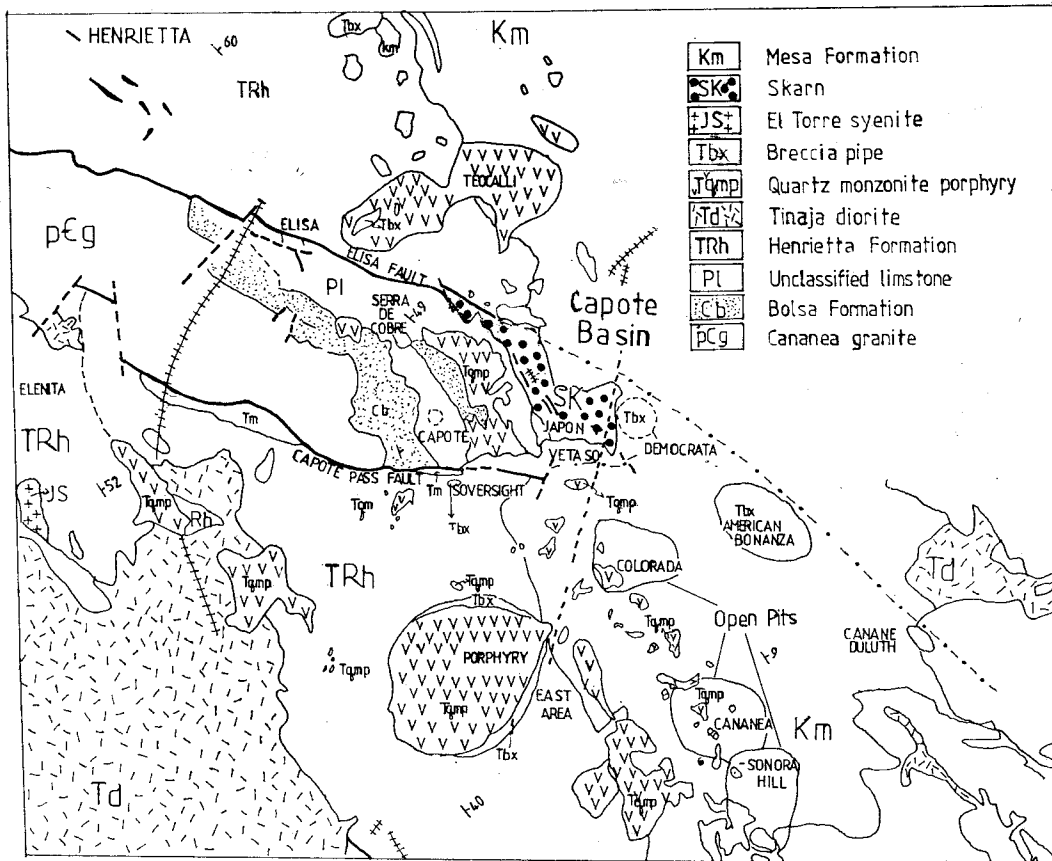 HENRIETTA
60
TRh
Tbx
Km
Km
TEOCALLI
Tbx
pЄg
ELISA
ELISA FAULT
Pl
SERRA
DE
COBRE
49
Capote
Basin
Tqmp
SK
Cb
CAPOTE
JAPON
Tbx
DEMOCRATA
VETASO
ELENITA
TRh
Tm
CAPOTE PASS FAULT
Tm
SOVERSIGHT
JS
52
Tqmp
Rh
Tqm
Tbx
Tqmp
Tbx
AMERICAN
BONANZA
Td
COLORADA
TRh
Tqmp
Tqmp
Tbx
Tqmp
Open Pits
9
CANANE
DULUTH
PORPHYRY
Tqmp
Tqmp
EAST
AREA
Tqmp
CANANEA
Km
SONORA
HILL
Tbx
Tqmp
Td
40
Km Mesa Formation
SK Skarn
JS El Torre syenite
Tbx Breccia pipe
Tqmp Quartz monzonite porphyry
Td Tinaja diorite
TRh Henrietta Formation
Pl Unclassified limstone
Cb Bolsa Formation
pЄg Cananea granite